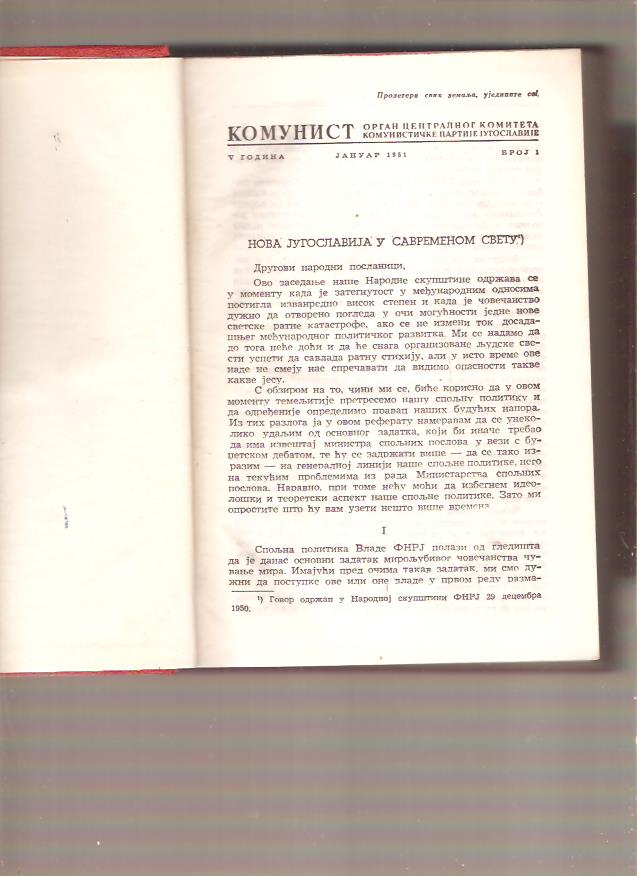 Пролетери свих земаља, уједините се!
КОМУНИСТ
ОРГАН ЦЕНТРАЛНОГ КОМИТЕТА
КОМУНИСТИЧКЕ ПАРТИЈЕ ЈУГОСЛАВИЈЕ
V ГОДИНА ЈАНУАР 1951 БРОЈ 1
НОВА ЈУГОСЛАВИЈА У САВРЕМЕНОМ СВЕТУ¹)
Другови народни посланици,
Ово заседање наше Народне скупштине одржава се
у моменту када је затегнутост у међународним односима
постигла изванредно висок степен и када је човечанство
дужно да отворено погледа у очи могућности једне нове
светске ратне катастрофе, ако се не измени ток досада-
шњег међународног политичког развитка. Ми се надамо да
до тога неће доћи и да ће снага организоване људске све-
сти успети да савлада ратну стихију, али у исто време ове
наде не смеју нас спречавати да видимо опасности такве
какве јесу.
С обзиром на то, чини ми се, биће корисно да у овом
моменту темељитије претресемо нашу спољну политику и
да одређеније определимо правац наших будућих напора.
Из тих разлога ја у овом реферату намеравам да се унеко-
лико удаљим од основног задатка, који би иначе требао
да има извештај министра спољних послова у вези с бу-
џетском дебатом, те ћу се задржати више — да се тако из-
разим — на генералној линији наше спољне политике, него
на текућим проблемима из рада Министарства спољних
послова. Наравно, при томе нећу моћи да избегнем идео-
лошки и теоретски аспект наше спољне политике. Зато ми
опростите што ћу вам узети нешто више времена
I
Спољна политика Владе ФНРЈ полази од гледишта
да је данас основни задатак мирољубивог човечанства чу-
вање мира. Имајући пред очима такав задатак, ми смо ду-
жни да поступке ове или оне владе у првом реду разма-
¹) Говор одржан у Народној скупштини ФНРЈ 29 децембра
1950.